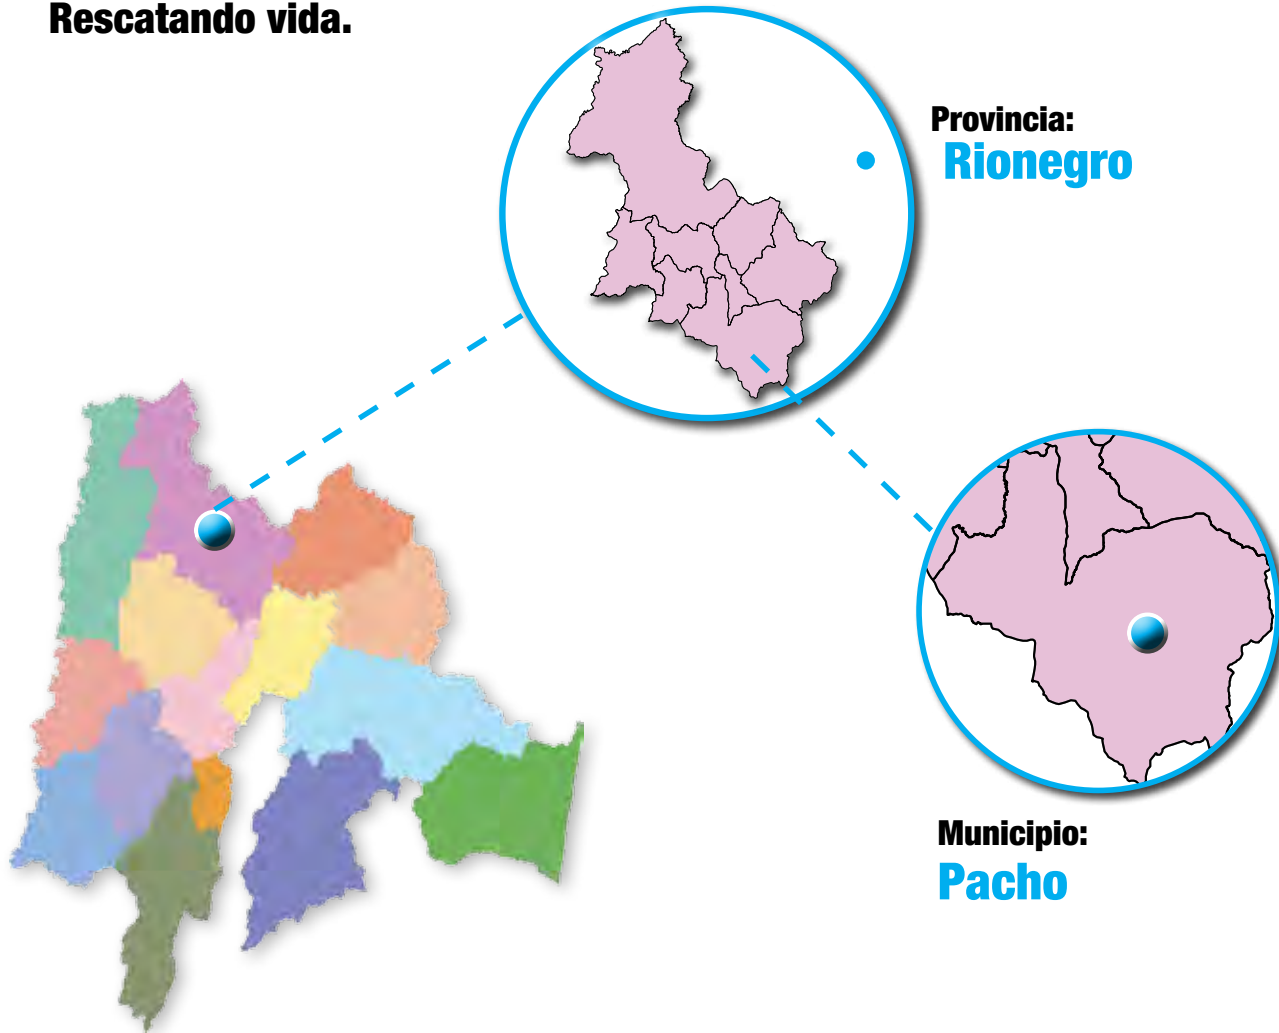 Rescatando vida.
Provincia:
Rionegro
Municipio:
Pacho